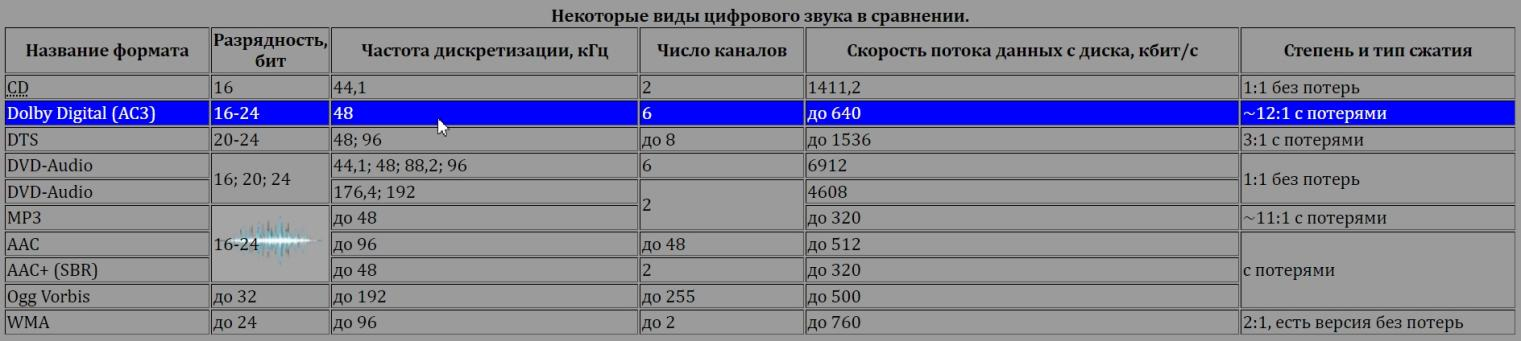 Некоторые виды цифрового звука в сравнении.
Название формата Разрядность, бит Частота дискретизации, кГц Число каналов Скорость потока данных с диска, кбит/с Степень и тип сжатия
CD 16 44,1 2 1411,2 1:1 без потерь
Dolby Digital (AC3) 16-24 48 6 до 640 ~12:1 с потерями
DTS 20-24 48; 96 до 8 до 1536 3:1 с потерями
DVD-Audio 16; 20; 24 44,1; 48; 88,2; 96 6 6912 1:1 без потерь
DVD-Audio 176,4; 192 2 4608
MP3 16-24 до 48 до 320 ~11:1 с потерями
AAC до 96 до 48 до 512 с потерями
AAC+ (SBR) до 48 2 до 320
Ogg Vorbis до 32 до 192 до 255 до 500
WMA до 24 до 96 до 2 до 760 2:1, есть версия без потерь